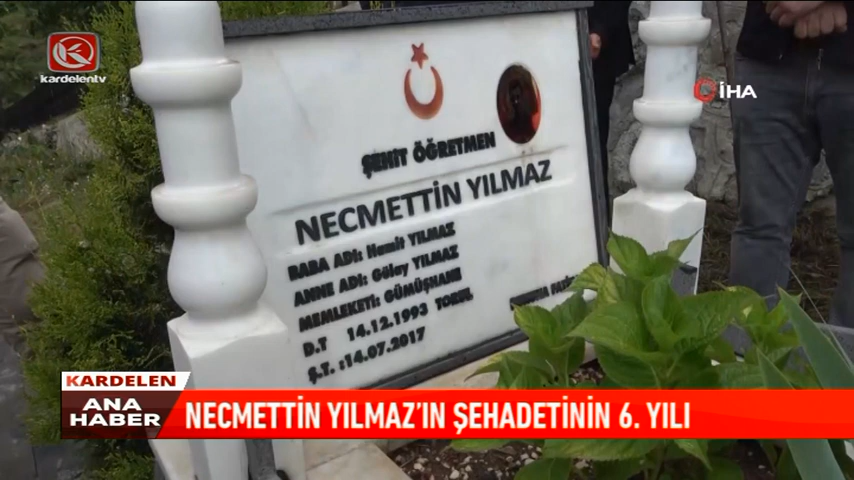 kardelentv
İHA
ŞEHİT ÖĞRETMEN
NECMETTİN YILMAZ
BABA ADI: Hamit YILMAZ
ANNE ADI: Gülay YILMAZ
MEMLEKETİ: GÜMÜŞHANE
D.T 14.12.1993 TORUL
Ş.T. :14.07.2017
KARDELEN
ANA HABER
NECMETTİN YILMAZ'IN ŞEHADETİNİN 6. YILI